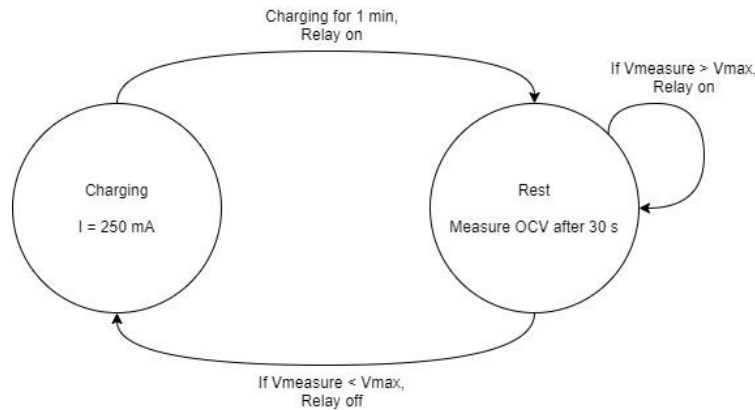 Charging for 1 min,
Relay on
If Vmeasure > Vmax,
Relay on
Charging
I = 250 mA
Rest
Measure OCV after 30 s
If Vmeasure < Vmax,
Relay off